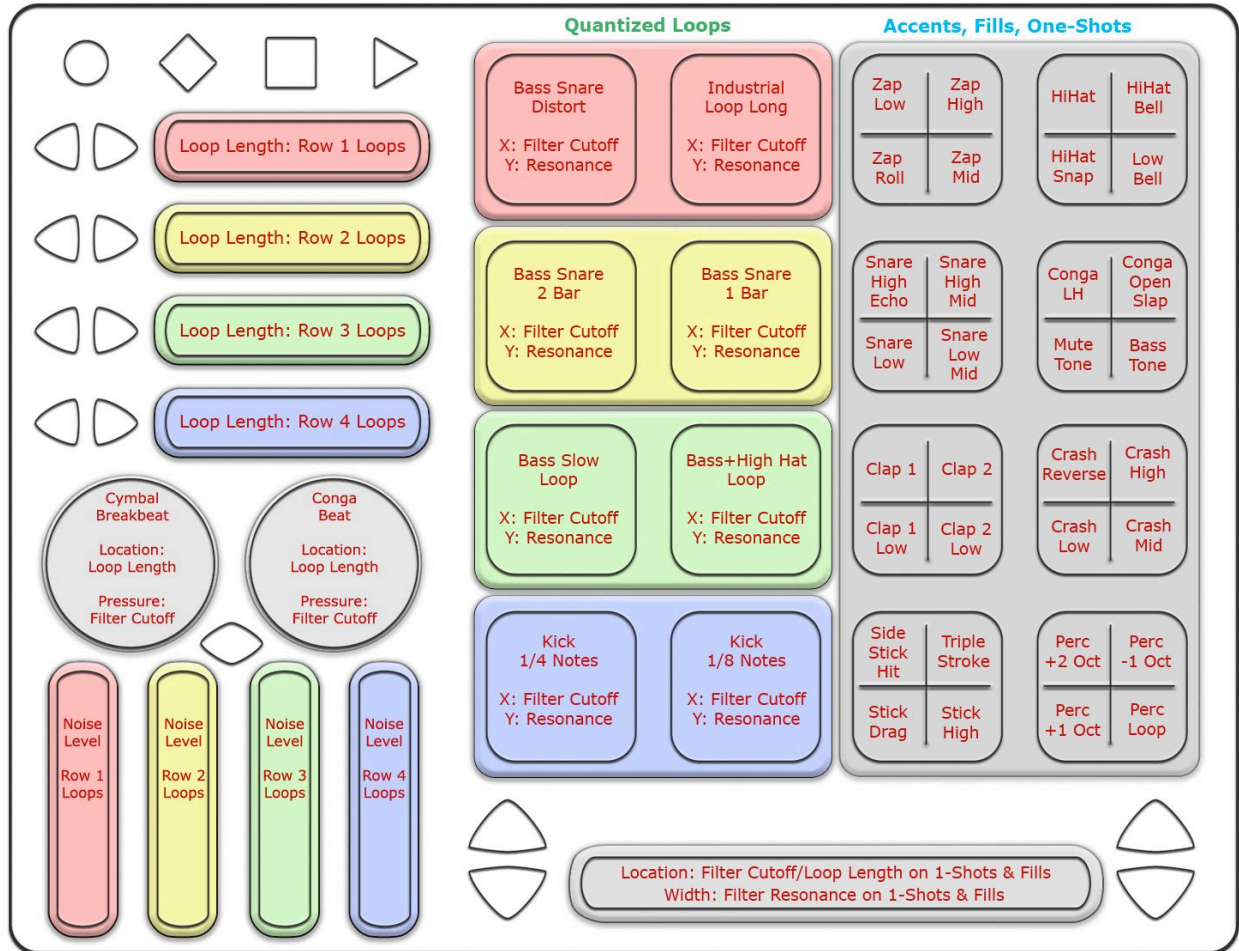 Quantized Loops
Accents, Fills, One-Shots
Loop Length: Row 1 Loops
Loop Length: Row 2 Loops
Loop Length: Row 3 Loops
Loop Length: Row 4 Loops
Cymbal
Breakbeat
Location:
Loop Length
Pressure:
Filter Cutoff
Conga
Beat
Location:
Loop Length
Pressure:
Filter Cutoff
Noise
Level
Row 1
Loops
Noise
Level
Row 2
Loops
Noise
Level
Row 3
Loops
Noise
Level
Row 4
Loops
Bass Snare
Distort
X: Filter Cutoff
Y: Resonance
Industrial
Loop Long
X: Filter Cutoff
Y: Resonance
Bass Snare
2 Bar
X: Filter Cutoff
Y: Resonance
Bass Snare
1 Bar
X: Filter Cutoff
Y: Resonance
Bass Slow
Loop
X: Filter Cutoff
Y: Resonance
Bass+High Hat
Loop
X: Filter Cutoff
Y: Resonance
Kick
1/4 Notes
X: Filter Cutoff
Y: Resonance
Kick
1/8 Notes
X: Filter Cutoff
Y: Resonance
Zap
Low
Zap
High
Zap
Roll
Zap
Mid
HiHat
HiHat
Bell
HiHat
Snap
Low
Bell
Snare
High
Echo
Snare
High
Mid
Snare
Low
Snare
Low
Mid
Conga
LH
Conga
Open
Slap
Mute
Tone
Bass
Tone
Clap 1
Clap 2
Clap 1
Low
Clap 2
Low
Crash
Reverse
Crash
High
Crash
Low
Crash
Mid
Side
Stick
Hit
Triple
Stroke
Stick
Drag
Stick
High
Perc
+2 Oct
Perc
-1 Oct
Perc
+1 Oct
Perc
Loop
Location: Filter Cutoff/Loop Length on 1-Shots & Fills
Width: Filter Resonance on 1-Shots & Fills